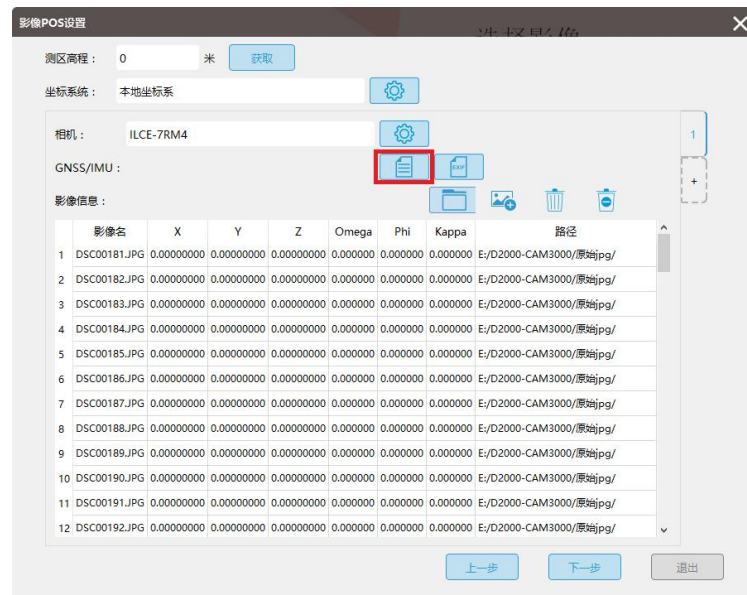 影像POS设置
测区高程： 0 米 获取
坐标系统： 本地坐标系
相机： ILCE-7RM4
1
GNSS/IMU：
EXIF
+
影像信息：
影像名 X Y Z Omega Phi Kappa 路径
1 DSC00181.JPG 0.00000000 0.00000000 0.00000000 0.000000 0.000000 0.000000 E:/D2000-CAM3000/原始jpg/
2 DSC00182.JPG 0.00000000 0.00000000 0.00000000 0.000000 0.000000 0.000000 E:/D2000-CAM3000/原始jpg/
3 DSC00183.JPG 0.00000000 0.00000000 0.00000000 0.000000 0.000000 0.000000 E:/D2000-CAM3000/原始jpg/
4 DSC00184.JPG 0.00000000 0.00000000 0.00000000 0.000000 0.000000 0.000000 E:/D2000-CAM3000/原始jpg/
5 DSC00185.JPG 0.00000000 0.00000000 0.00000000 0.000000 0.000000 0.000000 E:/D2000-CAM3000/原始jpg/
6 DSC00186.JPG 0.00000000 0.00000000 0.00000000 0.000000 0.000000 0.000000 E:/D2000-CAM3000/原始jpg/
7 DSC00187.JPG 0.00000000 0.00000000 0.00000000 0.000000 0.000000 0.000000 E:/D2000-CAM3000/原始jpg/
8 DSC00188.JPG 0.00000000 0.00000000 0.00000000 0.000000 0.000000 0.000000 E:/D2000-CAM3000/原始jpg/
9 DSC00189.JPG 0.00000000 0.00000000 0.00000000 0.000000 0.000000 0.000000 E:/D2000-CAM3000/原始jpg/
10 DSC00190.JPG 0.00000000 0.00000000 0.00000000 0.000000 0.000000 0.000000 E:/D2000-CAM3000/原始jpg/
11 DSC00191.JPG 0.00000000 0.00000000 0.00000000 0.000000 0.000000 0.000000 E:/D2000-CAM3000/原始jpg/
12 DSC00192.JPG 0.00000000 0.00000000 0.00000000 0.000000 0.000000 0.000000 E:/D2000-CAM3000/原始jpg/
上一步 下一步 退出